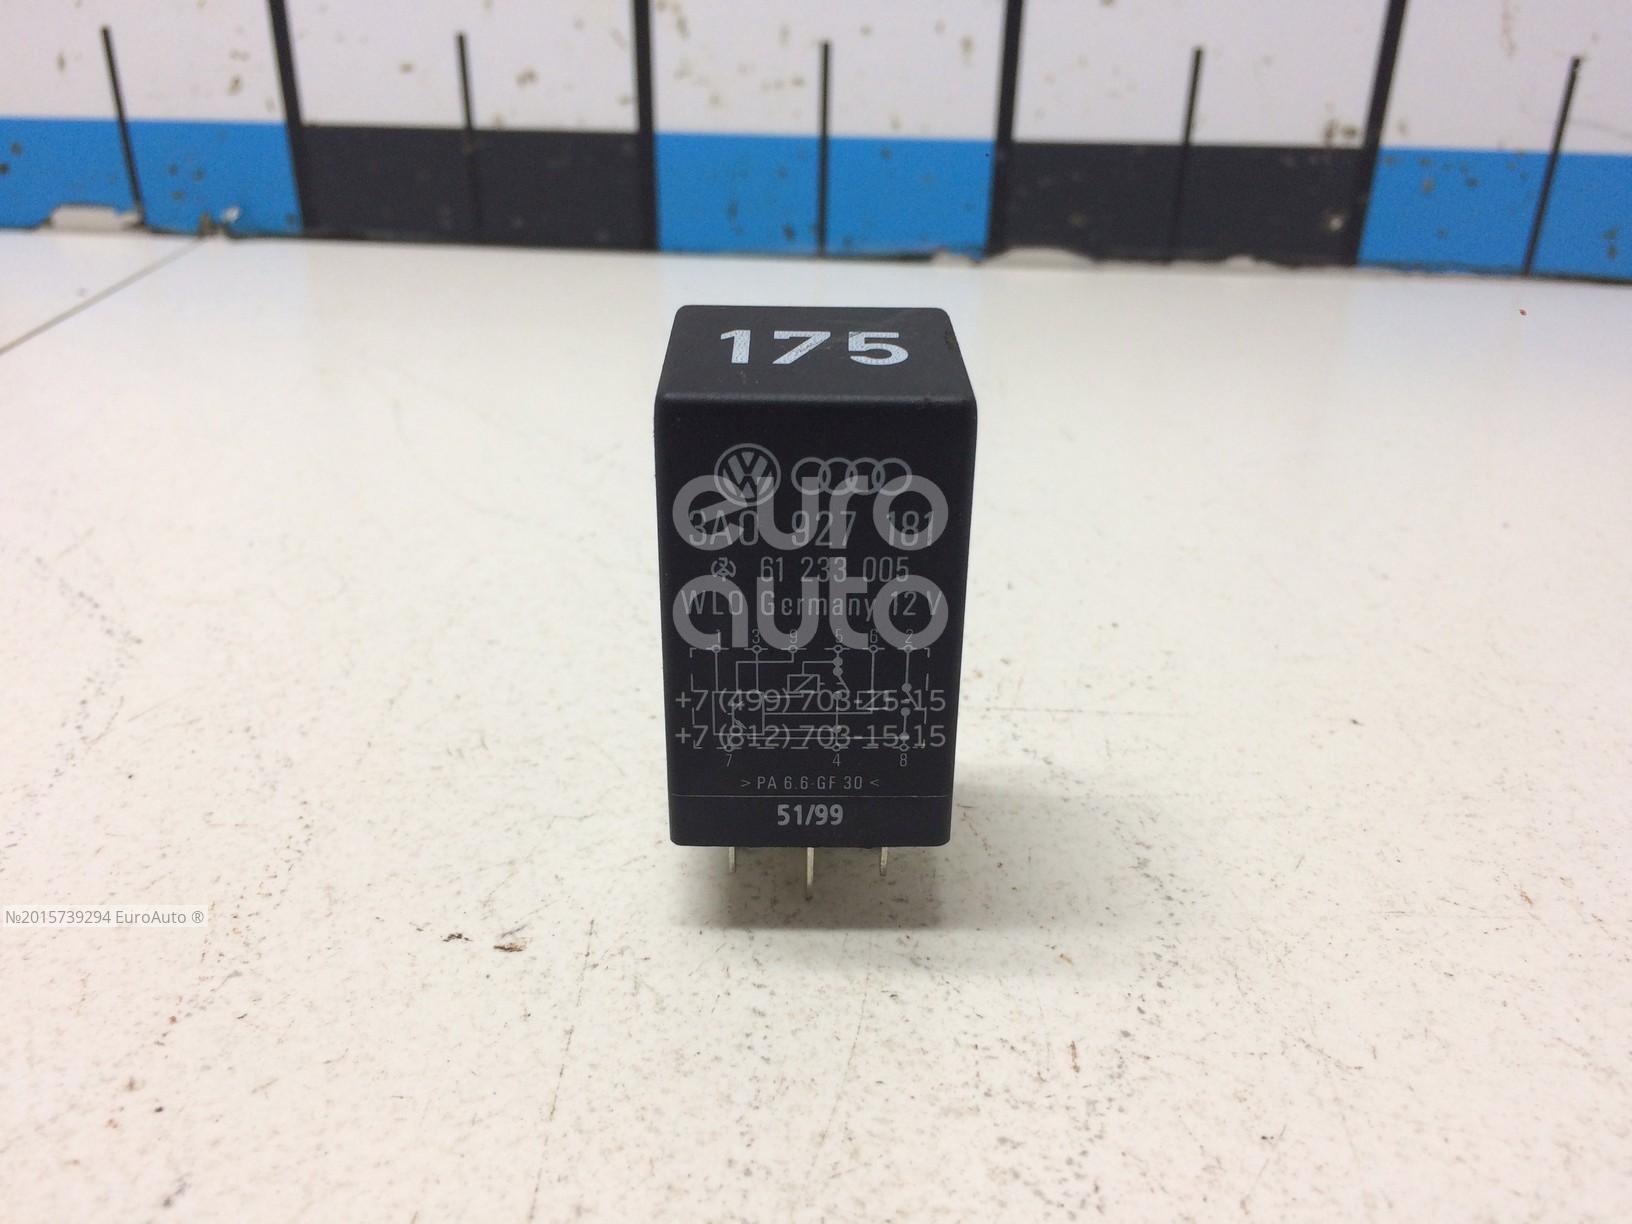 175
3A0 927 181
61 233 005
WLO Germany 12 V
euro
auto
1 3 9 5 6 2
+7 (499) 703-25-15
+7 (812) 703-15-15
7 4 8
>PA 6.6-GF 30<
51/99
№2015739294 EuroAuto ®